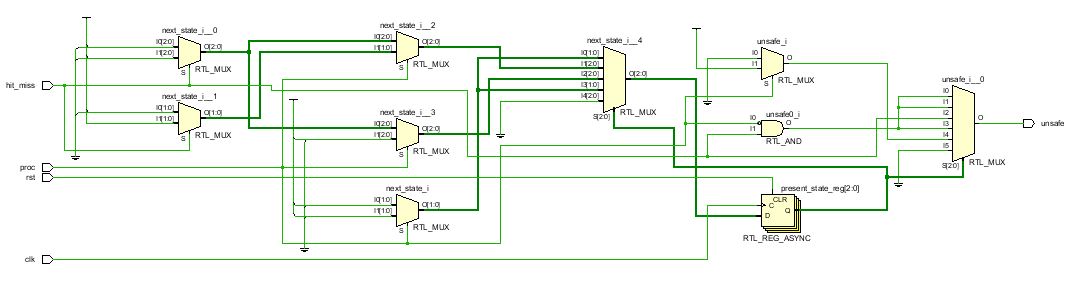 next_state_i__0
I0[2:0]
I1[2:0]
O[2:0]
S
RTL_MUX
next_state_i__1
I0[1:0]
I1[1:0]
O[1:0]
S
RTL_MUX
next_state_i__2
I0[2:0]
I1[1:0]
O[2:0]
S
RTL_MUX
next_state_i__3
I0[2:0]
I1[2:0]
O[2:0]
S
RTL_MUX
next_state_i
I0[1:0]
I1[1:0]
O[1:0]
S
RTL_MUX
next_state_i__4
I0[1:0]
I1[2:0]
I2[2:0]
I3[1:0]
I4[2:0]
O[2:0]
S[2:0]
RTL_MUX
unsafe_i
I0
I1
O
S
RTL_MUX
unsafe0_i
I0
I1
O
RTL_AND
present_state_reg[2:0]
CLR
C
D
Q
RTL_REG_ASYNC
unsafe_i__0
I0
I1
I2
I3
I4
I5
O
S[2:0]
RTL_MUX
hit_miss
proc
rst
clk
unsafe